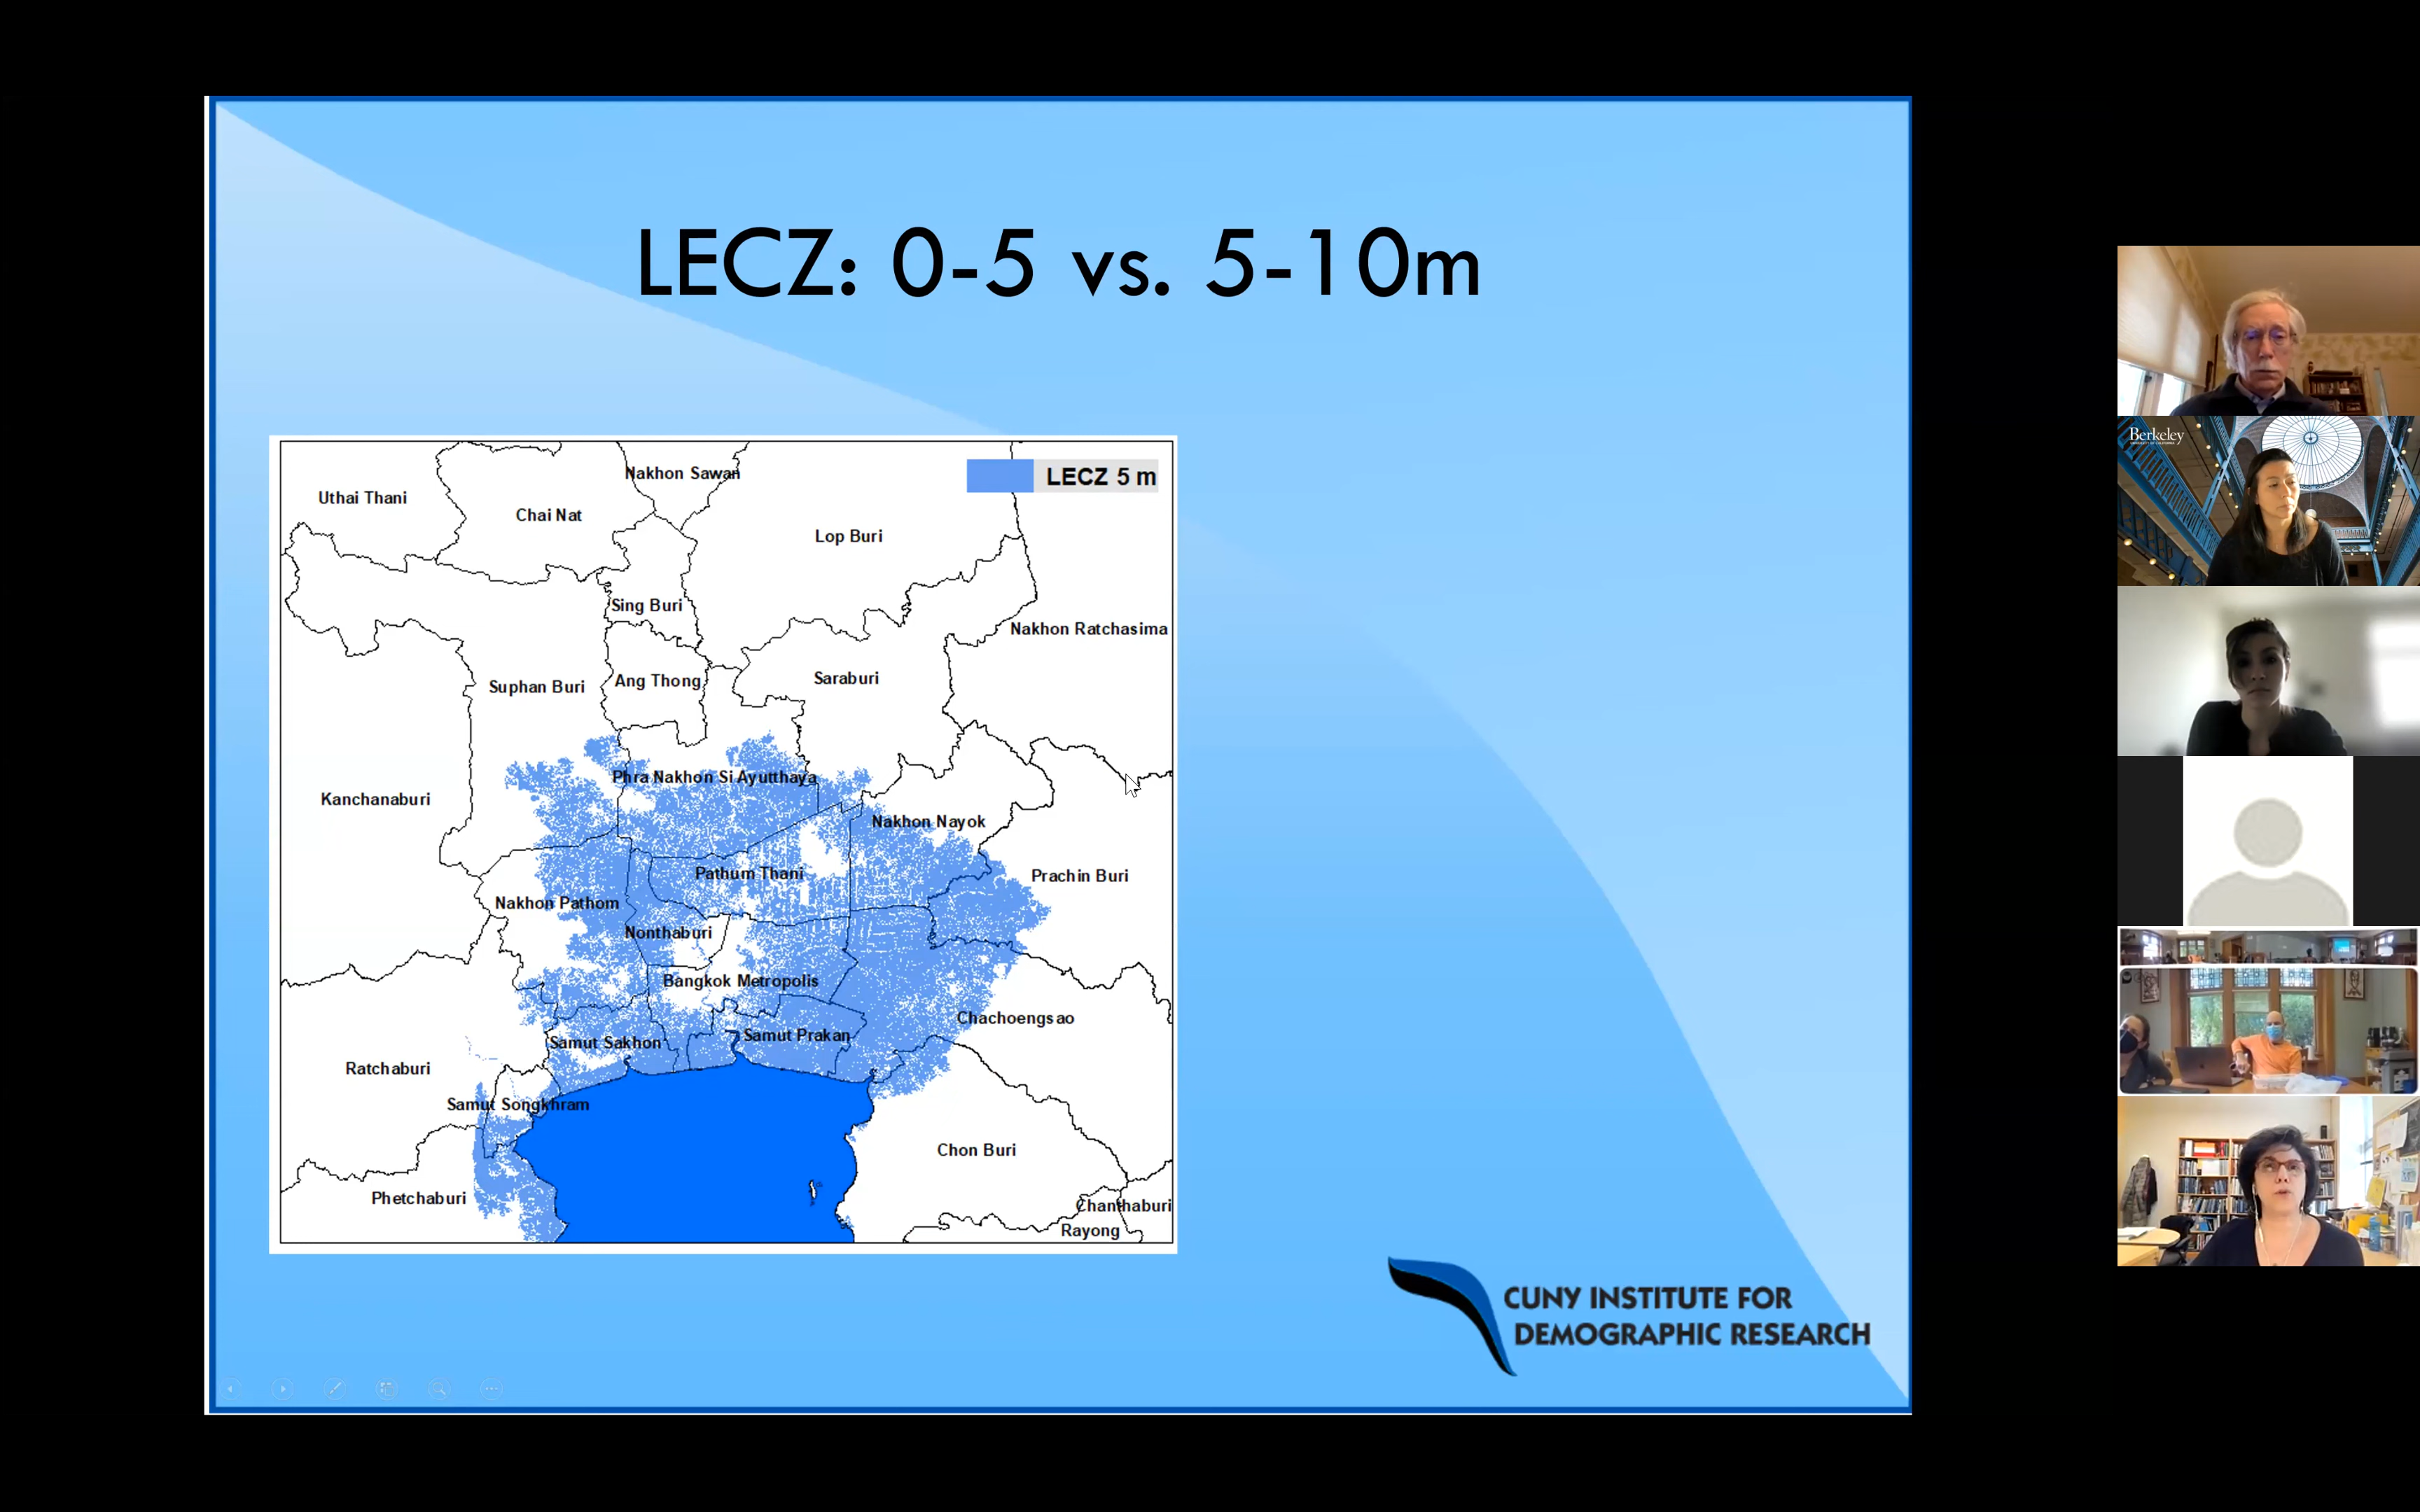 LECZ: 0-5 vs. 5-10m
LECZ 5 m
Nakhon Sawan
Uthai Thani
Chai Nat
Lop Buri
Sing Buri
Nakhon Ratchasima
Suphan Buri
Ang Thong
Saraburi
Phra Nakhon Si Ayutthaya
Kanchanaburi
Nakhon Nayok
Pathum Thani
Prachin Buri
Nakhon Pathom
Nonthaburi
Bangkok Metropolis
Chachoengsao
Samut Prakan
Samut Sakhon
Ratchaburi
Samut Songkhram
Chon Buri
Phetchaburi
Chanthaburi
Rayong
CUNY INSTITUTE FOR
DEMOGRAPHIC RESEARCH
Berkeley